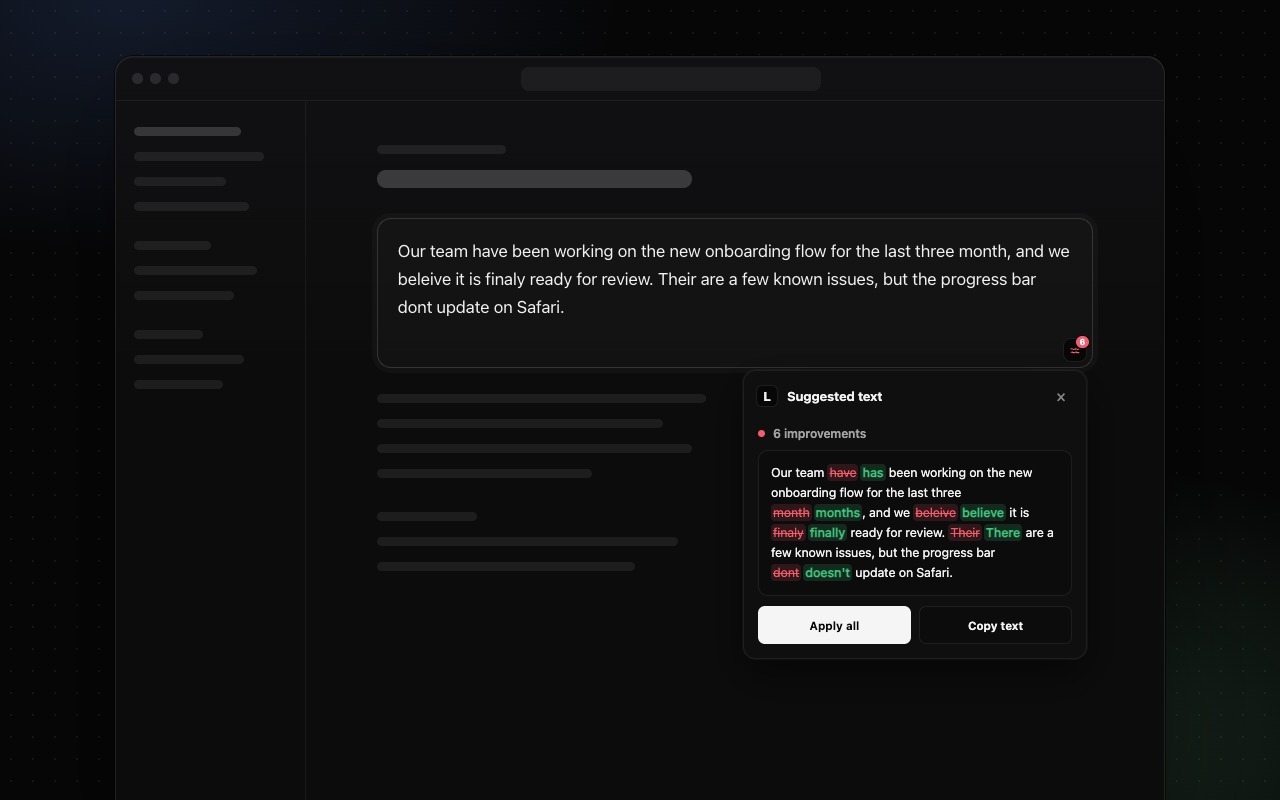 Our team have been working on the new onboarding flow for the last three month, and we
beleive it is finaly ready for review. Their are a few known issues, but the progress bar
dont update on Safari.
6
L Suggested text ×
6 improvements
Our team have has been working on the new
onboarding flow for the last three
month months, and we beleive believe it is
finaly finally ready for review. Their There are a
few known issues, but the progress bar
dont doesn't update on Safari.
Apply all Copy text